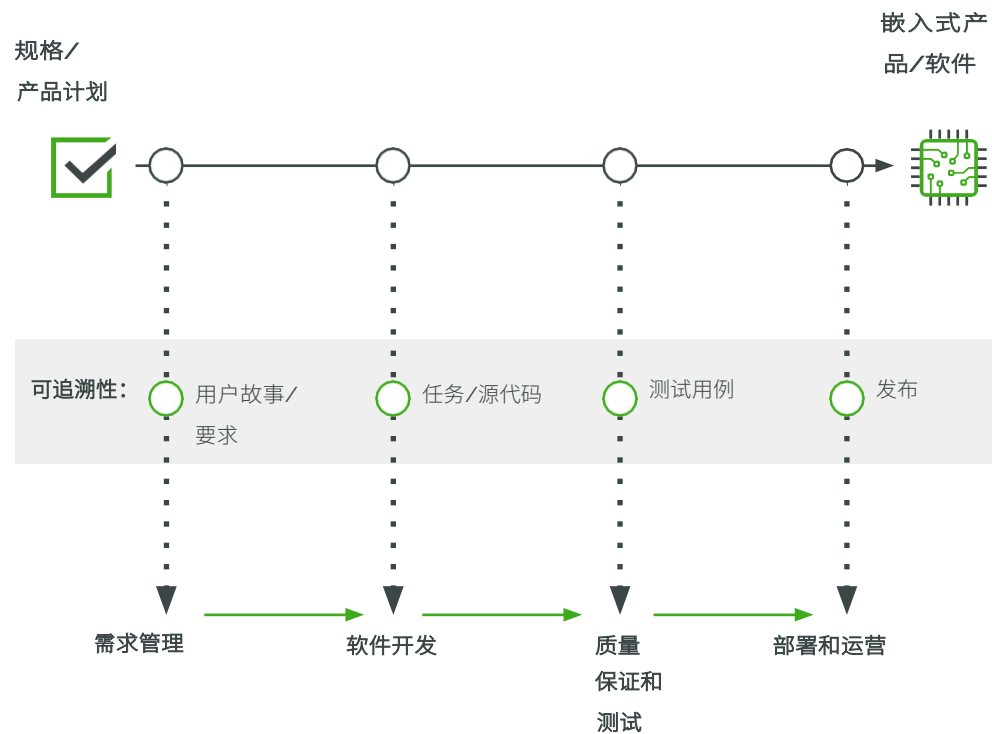 规格/
产品计划
嵌入式产
品/软件
可追溯性：
用户故事/
要求
任务/源代码
测试用例
发布
需求管理
软件开发
质量
保证和
测试
部署和运营